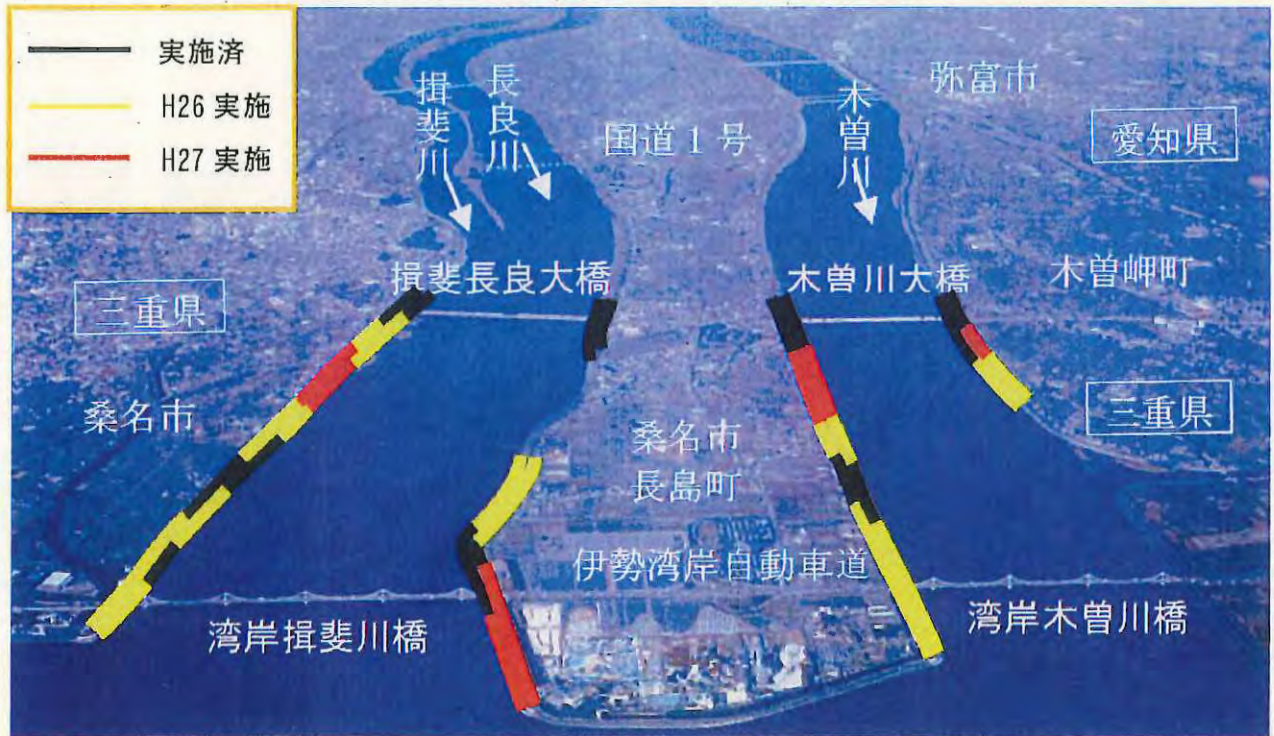 実施済
H26 実施
H27 実施
揖斐川
長良川
国道1号
木曽川
弥富市
愛知県
揖斐長良大橋
木曽川大橋
木曽岬町
三重県
桑名市
三重県
桑名市
長島町
伊勢湾岸自動車道
湾岸揖斐川橋
湾岸木曽川橋